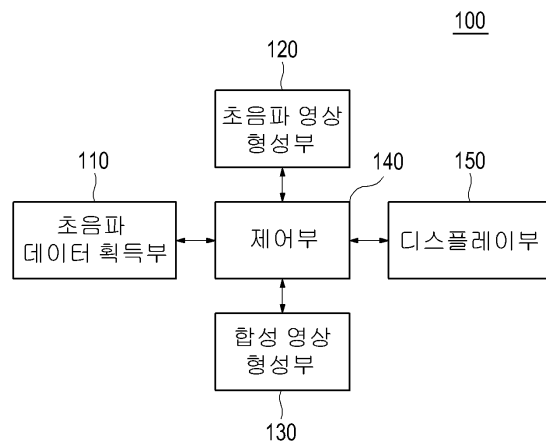 100
120
초음파 영상
형성부
110
초음파
데이터 획득부
140
제어부
150
디스플레이부
합성 영상
형성부
130